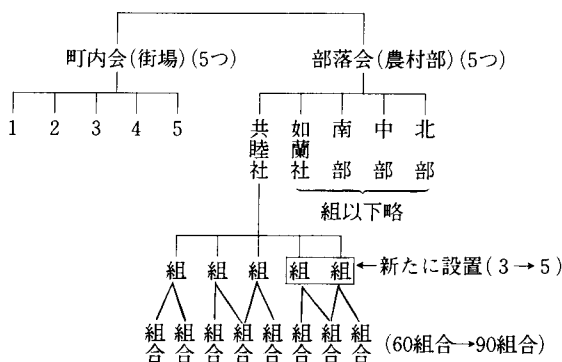 町内会(街場)(5つ) 部落会(農村部)(5つ)
1 2 3 4 5
共睦社 如蘭社 南部 中部 北部
組以下略
組 組 組 組 組 ←新たに設置(3→5)
組合 組合 組合 組合 組合 組合 組合 組合 (60組合→90組合)